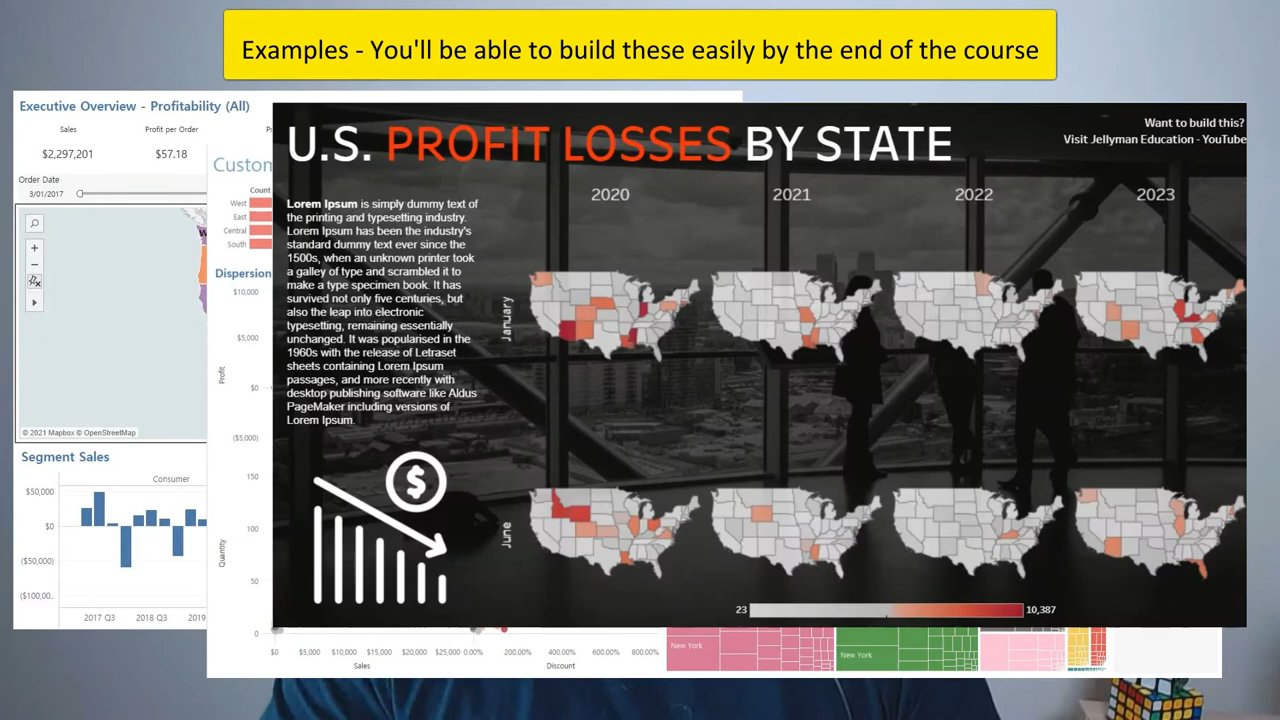 Examples - You'll be able to build these easily by the end of the course
Executive Overview - Profitability (All)
Sales
Profit per Order
$2,297,201
$57.18
Order Date
3/01/2017
© 2021 Mapbox © OpenStreetMap
Segment Sales
Consumer
$50,000
$0
($50,000)
($100,00..
2017 Q3
2018 Q3
2019
Custom
Count
West
East
Central
South
Dispersion
$10,000
$5,000
$0
($5,000)
Profit
150
100
50
0
Quantity
$0
$5,000
$10,000
$15,000
$20,000
$25,000
0.00%
200.00%
400.00%
600.00%
800.00%
Sales
Discount
New York
New York
U.S. PROFIT LOSSES BY STATE
Want to build this?
Visit Jellyman Education - YouTube
2020
2021
2022
2023
Lorem Ipsum is simply dummy text of
the printing and typesetting industry.
Lorem Ipsum has been the industry's
standard dummy text ever since the
1500s, when an unknown printer took
a galley of type and scrambled it to
make a type specimen book. It has
survived not only five centuries, but
also the leap into electronic
typesetting, remaining essentially
unchanged. It was popularised in the
1960s with the release of Letraset
sheets containing Lorem Ipsum
passages, and more recently with
desktop publishing software like Aldus
PageMaker including versions of
Lorem Ipsum.
January
June
$
23
10,387